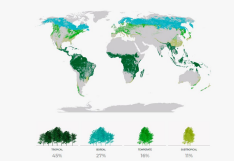 TROPICAL BOREAL TEMPERATE SUBTROPICAL
45% 27% 16% 11%